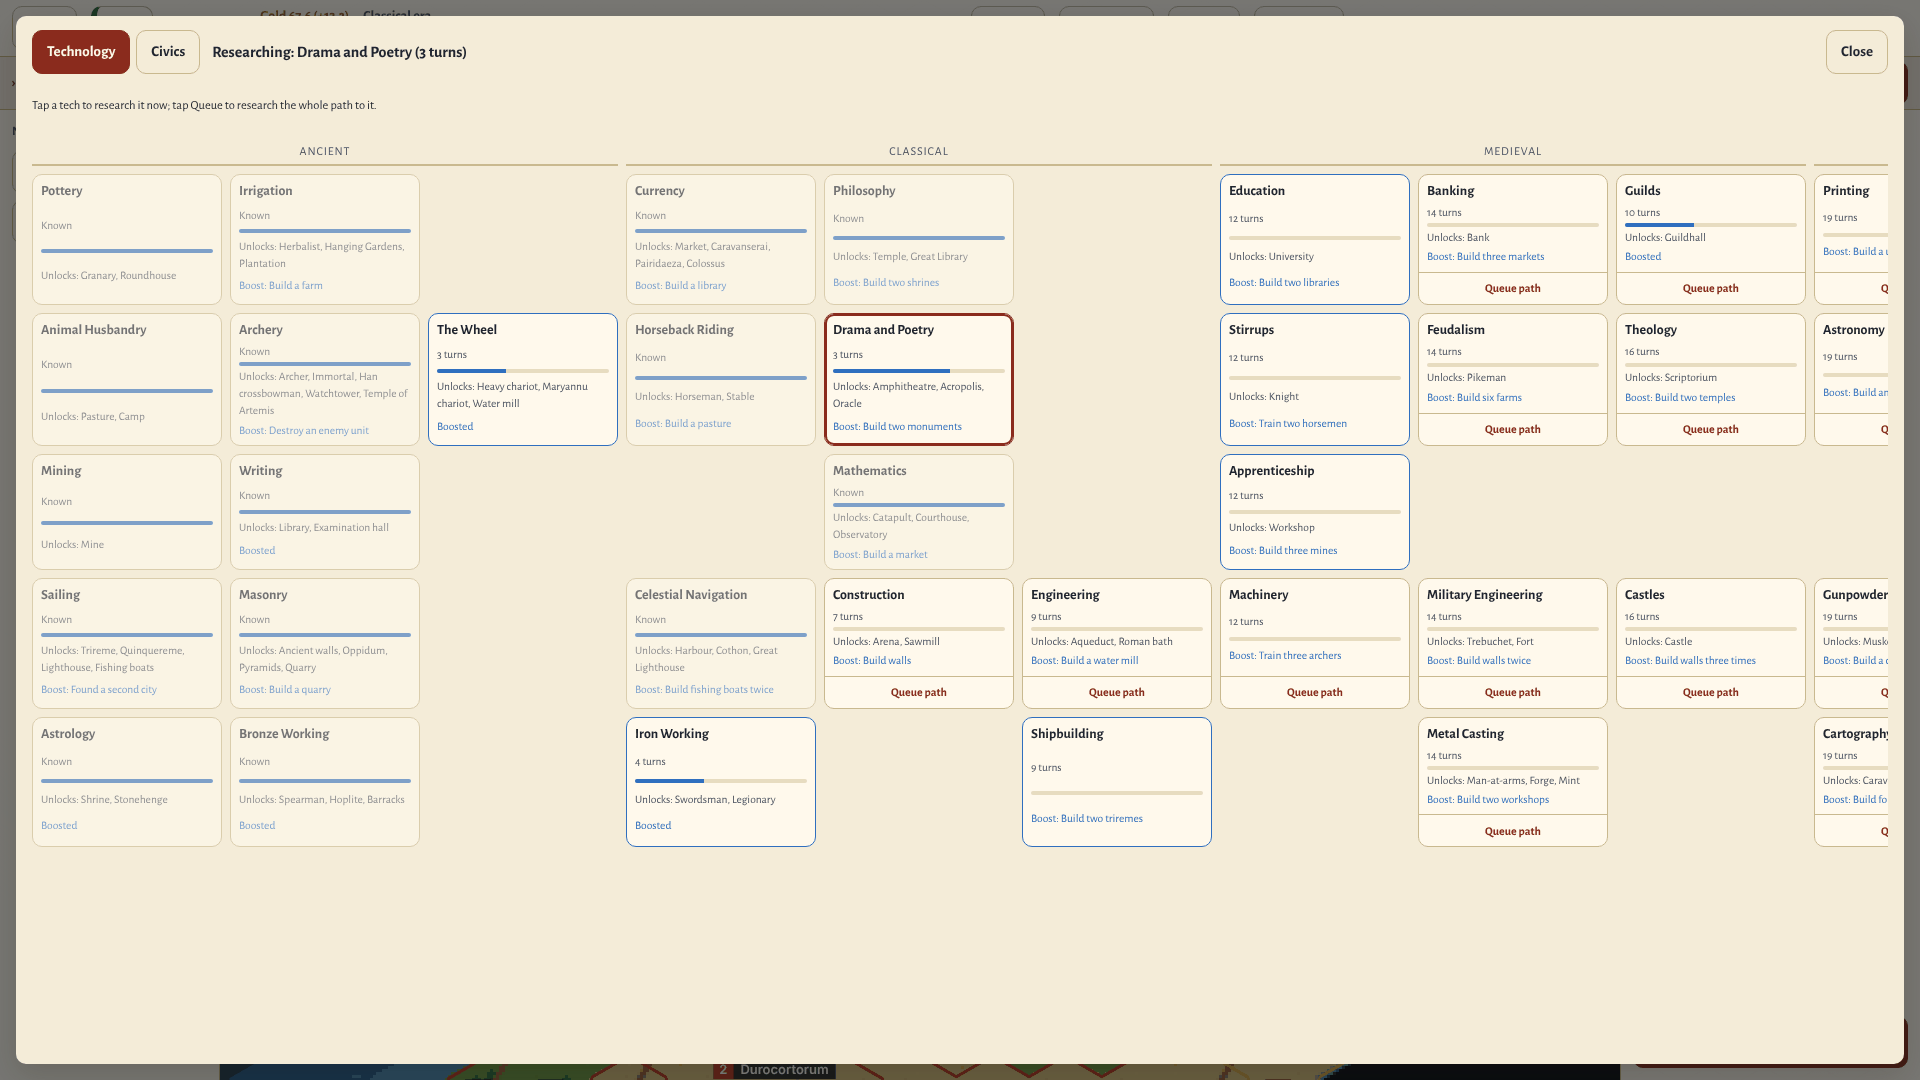 Technology
Civics
Researching: Drama and Poetry (3 turns)
Close
Tap a tech to research it now; tap Queue to research the whole path to it.
ANCIENT
CLASSICAL
MEDIEVAL
Pottery
Known
Unlocks: Granary, Roundhouse
Irrigation
Known
Unlocks: Herbalist, Hanging Gardens,
Plantation
Boost: Build a farm
Currency
Known
Unlocks: Market, Caravanserai,
Pairidaeza, Colossus
Boost: Build a library
Philosophy
Known
Unlocks: Temple, Great Library
Boost: Build two shrines
Education
12 turns
Unlocks: University
Boost: Build two libraries
Banking
14 turns
Unlocks: Bank
Boost: Build three markets
Queue path
Guilds
10 turns
Unlocks: Guildhall
Boosted
Queue path
Printing
19 turns
Boost: Build a
Animal Husbandry
Known
Unlocks: Pasture, Camp
Archery
Known
Unlocks: Archer, Immortal, Han
crossbowman, Watchtower, Temple of
Artemis
Boost: Destroy an enemy unit
The Wheel
3 turns
Unlocks: Heavy chariot, Maryannu
chariot, Water mill
Boosted
Horseback Riding
Known
Unlocks: Horseman, Stable
Boost: Build a pasture
Drama and Poetry
3 turns
Unlocks: Amphitheatre, Acropolis,
Oracle
Boost: Build two monuments
Stirrups
12 turns
Unlocks: Knight
Boost: Train two horsemen
Feudalism
14 turns
Unlocks: Pikeman
Boost: Build six farms
Queue path
Theology
16 turns
Unlocks: Scriptorium
Boost: Build two temples
Queue path
Astronomy
19 turns
Boost: Build an
Mining
Known
Unlocks: Mine
Writing
Known
Unlocks: Library, Examination hall
Boosted
Mathematics
Known
Unlocks: Catapult, Courthouse,
Observatory
Boost: Build a market
Apprenticeship
12 turns
Unlocks: Workshop
Boost: Build three mines
Sailing
Known
Unlocks: Trireme, Quinquereme,
Lighthouse, Fishing boats
Boost: Found a second city
Masonry
Known
Unlocks: Ancient walls, Oppidum,
Pyramids, Quarry
Boost: Build a quarry
Celestial Navigation
Known
Unlocks: Harbour, Cothon, Great
Lighthouse
Boost: Build fishing boats twice
Construction
7 turns
Unlocks: Arena, Sawmill
Boost: Build walls
Queue path
Engineering
9 turns
Unlocks: Aqueduct, Roman bath
Boost: Build a water mill
Queue path
Machinery
12 turns
Boost: Train three archers
Queue path
Military Engineering
14 turns
Unlocks: Trebuchet, Fort
Boost: Build walls twice
Queue path
Castles
16 turns
Unlocks: Castle
Boost: Build walls three times
Queue path
Gunpowder
19 turns
Unlocks:
Boost: Build a
Astrology
Known
Unlocks: Shrine, Stonehenge
Boosted
Bronze Working
Known
Unlocks: Spearman, Hoplite, Barracks
Boosted
Iron Working
4 turns
Unlocks: Swordsman, Legionary
Boosted
Shipbuilding
9 turns
Boost: Build two triremes
Metal Casting
14 turns
Unlocks: Man-at-arms, Forge, Mint
Boost: Build two workshops
Queue path
Cartography
19 turns
Unlocks:
Boost: Build
2 Durocortorum